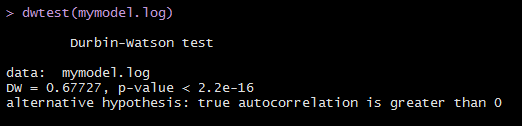 > dwtest(mymodel.log)
Durbin-Watson test
data:  mymodel.log
DW = 0.67727, p-value < 2.2e-16
alternative hypothesis: true autocorrelation is greater than 0